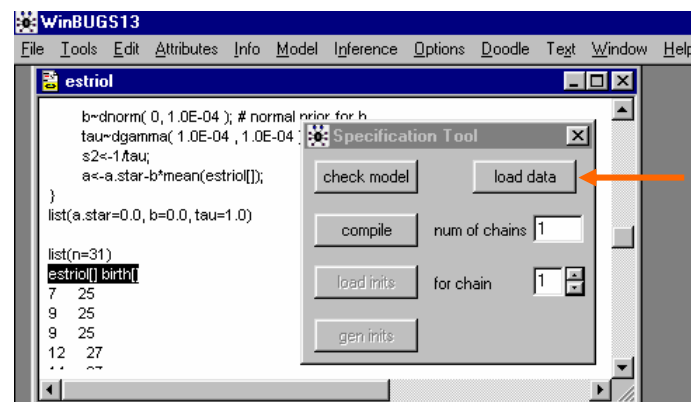 WinBUGS13
File Tools Edit Attributes Info Model Inference Options Doodle Text Window Help
estriol
b~dnorm( 0, 1.0E-04 ); # normal prior for b
tau~dgamma( 1.0E-04 , 1.0E-04 )
s2<-1/tau;
a<-a.star-b*mean(estriol[]);
}
list(a.star=0.0, b=0.0, tau=1.0)
list(n=31)
estriol[] birth[]
7 25
9 25
9 25
12 27
Specification Tool
check model load data
compile num of chains 1
load inits for chain 1
gen inits